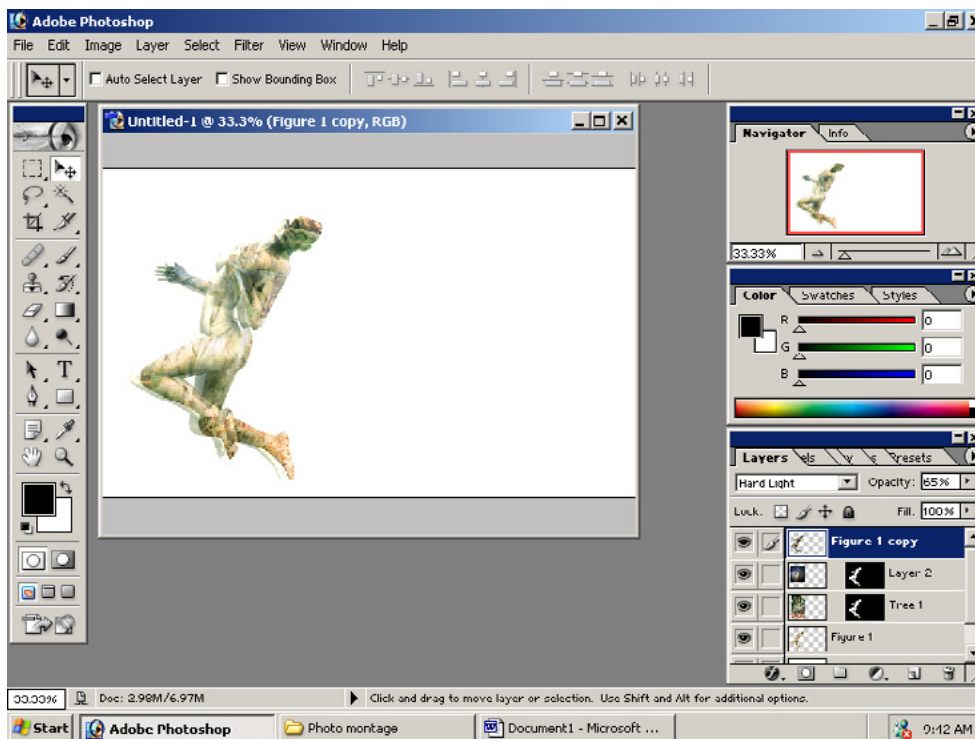 Adobe Photoshop
File Edit Image Layer Select Filter View Window Help
Auto Select Layer Show Bounding Box
Untitled-1 @ 33.3% (Figure 1 copy, RGB)
Navigator Info
33.33%
Color Swatches Styles
R 0
G 0
B 0
Layers els Presets
Hard Light Opacity: 65%
Lock: Fill: 100%
Figure 1 copy
Layer 2
Tree 1
Figure 1
T
33.33% Doc: 2.98M/6.97M Click and drag to move layer or selection. Use Shift and Alt for additional options.
Start Adobe Photoshop Photo montage Document1 - Microsoft ... 9:42 AM